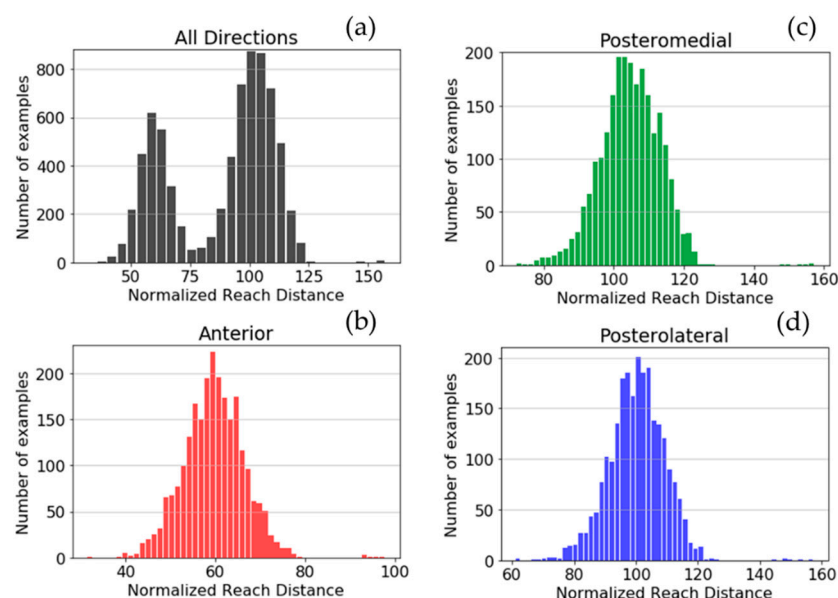 (a)
All Directions
Number of examples
800
600
400
200
0
50
75
100
125
150
Normalized Reach Distance
(b)
Anterior
Number of examples
200
150
100
50
0
40
60
80
100
Normalized Reach Distance
(c)
Posteromedial
Number of examples
200
150
100
50
0
80
100
120
140
160
Normalized Reach Distance
(d)
Posterolateral
Number of examples
200
150
100
50
0
60
80
100
120
140
160
Normalized Reach Distance